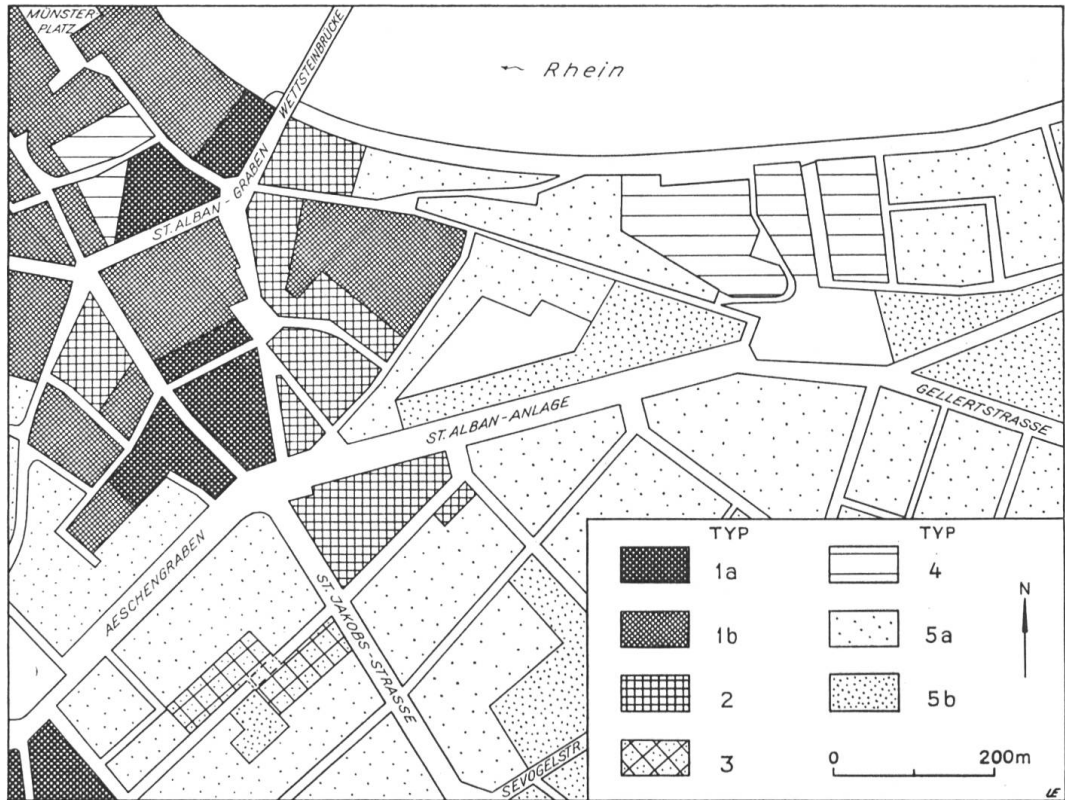 MÜNSTER
PLATZ
WETTSTEINBRÜCKE
← Rhein
ST. ALBAN - GRABEN
ST. ALBAN-ANLAGE
GELLERTSTRASSE
AESCHENGRABEN
ST. JAKOBS-STRASSE
SEVOGELSTR.
TYP TYP
1a 4
1b 5a
2 5b
3
N
0 200m